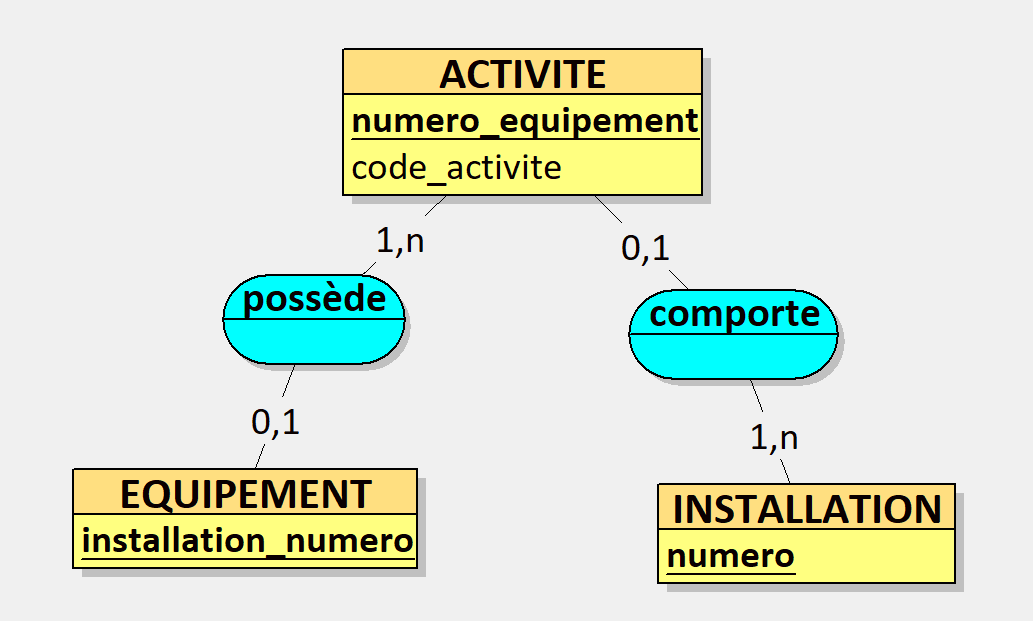 ACTIVITE
numero_equipement
code_activite
1,n
0,1
possède
comporte
0,1
1,n
EQUIPEMENT
installation_numero
INSTALLATION
numero